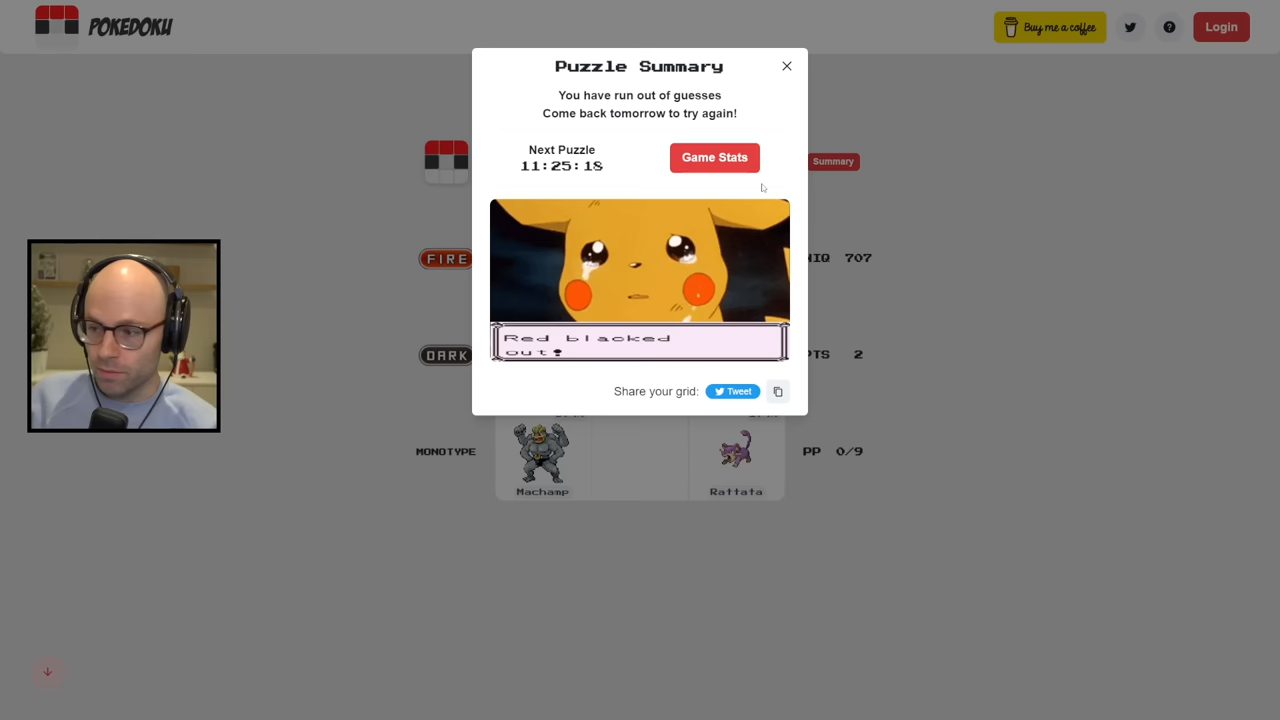 POKEDOKU
Buy me a coffee
Login
Puzzle Summary
You have run out of guesses
Come back tomorrow to try again!
Next Puzzle
11:25:18
Game Stats
Summary
FIRE
NIQ 707
Red blacked
out!
DARK
PTS 2
Share your grid:
Tweet
MONOTYPE
PP 0/9
Machamp
Rattata